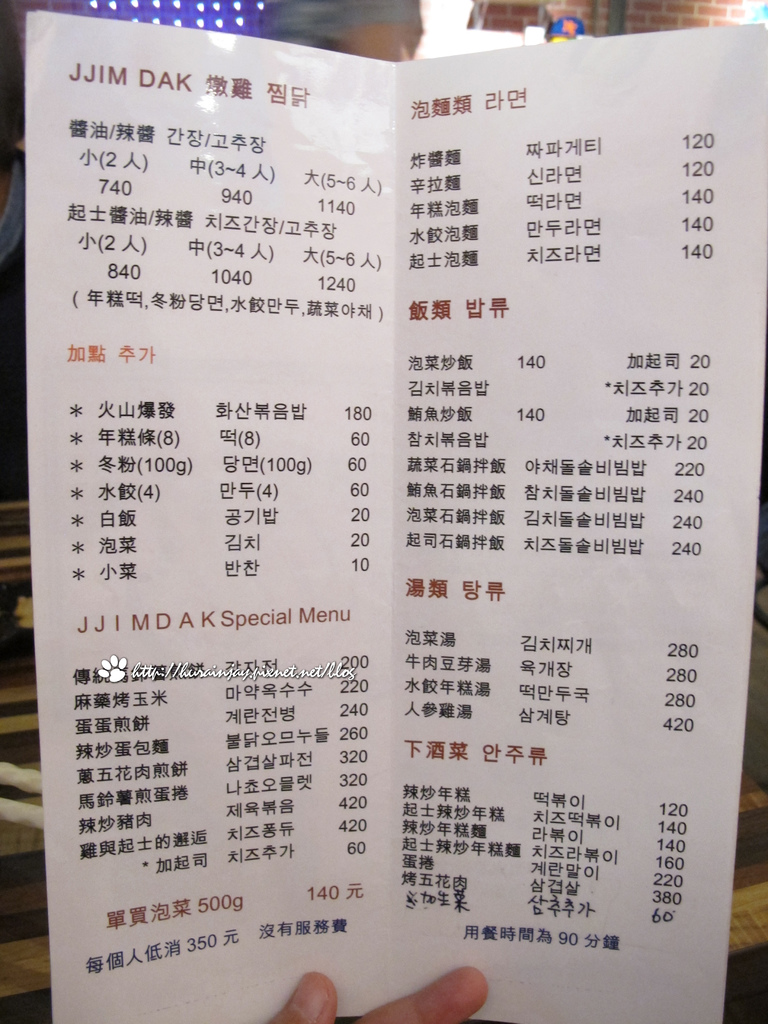 JJIM DAK 燉雞 찜닭
醬油/辣醬 간장/고추장
小(2 人) 中(3~4 人) 大(5~6 人)
740 940 1140
起士醬油/辣醬 치즈간장/고추장
小(2 人) 中(3~4 人) 大(5~6 人)
840 1040 1240
( 年糕떡,冬粉당면,水餃만두,蔬菜야채 )
加點 추가
* 火山爆發 화산볶음밥 180
* 年糕條(8) 떡(8) 60
* 冬粉(100g) 당면(100g) 60
* 水餃(4) 만두(4) 60
* 白飯 공기밥 20
* 泡菜 김치 20
* 小菜 반찬 10
JJIMDAK Special Menu
傳統 餅 감자전 200
http://hsrainjay.pixnet.net/blog
麻藥烤玉米 마약옥수수 220
蛋蛋煎餅 계란전병 240
辣炒蛋包麵 불닭오므누들 260
蔥五花肉煎餅 삼겹살파전 320
馬鈴薯煎蛋捲 나쵸오믈렛 320
辣炒豬肉 제육볶음 420
雞與起士的邂逅 치즈퐁듀 420
* 加起司 치즈추가 60
單買泡菜 500g 140 元
每個人低消 350 元 沒有服務費
泡麵類 라면
炸醬麵 짜파게티 120
辛拉麵 신라면 120
年糕泡麵 떡라면 140
水餃泡麵 만두라면 140
起士泡麵 치즈라면 140
飯類 밥류
泡菜炒飯 140 加起司 20
김치볶음밥 *치즈추가 20
鮪魚炒飯 140 加起司 20
참치볶음밥 *치즈추가 20
蔬菜石鍋拌飯 야채돌솥비빔밥 220
鮪魚石鍋拌飯 참치돌솥비빔밥 240
泡菜石鍋拌飯 김치돌솥비빔밥 240
起司石鍋拌飯 치즈돌솥비빔밥 240
湯類 탕류
泡菜湯 김치찌개 280
牛肉豆芽湯 육개장 280
水餃年糕湯 떡만두국 280
人參雞湯 삼계탕 420
下酒菜 안주류
辣炒年糕 떡볶이 120
起士辣炒年糕 치즈떡볶이 140
辣炒年糕麵 라볶이 140
起士辣炒年糕麵 치즈라볶이 160
蛋捲 계란말이 220
烤五花肉 삼겹살 380
※加生菜 삼추추가 60
用餐時間為 90 分鐘